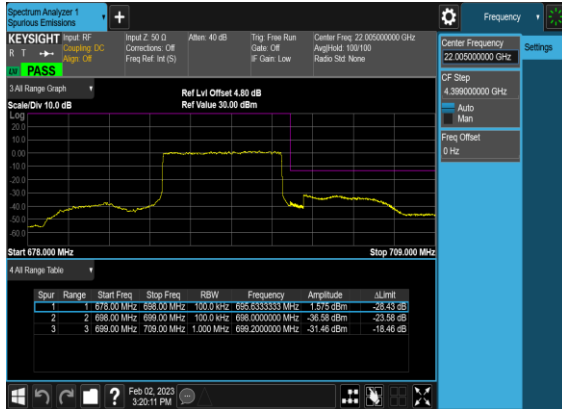 Spectrum Analyzer 1
Spurious Emissions
Frequency
KEYSIGHT
R T
LW
PASS
Input: RF
Coupling: DC
Align: Off
Input Z: 50 Ω
Corrections: Off
Freq Ref: Int (S)
Atten: 40 dB
Trig: Free Run
Gate: Off
IF Gain: Low
Center Freq: 22.005000000 GHz
Avg|Hold: 100/100
Radio Std: None
Center Frequency
22.005000000 GHz
Settings
CF Step
4.399000000 GHz
Auto
Man
Freq Offset
0 Hz
3 All Range Graph
Scale/Div 10.0 dB
Ref Lvl Offset 4.80 dB
Ref Value 30.00 dBm
Log
20.0
10.0
0.00
-10.0
-20.0
-30.0
-40.0
-50.0
-60.0
Start 678.000 MHz
Stop 709.000 MHz
4 All Range Table
Spur Range Start Freq Stop Freq RBW Frequency Amplitude ΔLimit
1 1 678.00 MHz 698.00 MHz 100.0 kHz 695.6333333 MHz 1.575 dBm -28.43 dB
2 2 698.00 MHz 699.00 MHz 100.0 kHz 698.0000000 MHz -36.58 dBm -23.58 dB
3 3 699.00 MHz 709.00 MHz 1.000 MHz 699.2000000 MHz -31.46 dBm -18.46 dB
Feb 02, 2023
3:20:11 PM